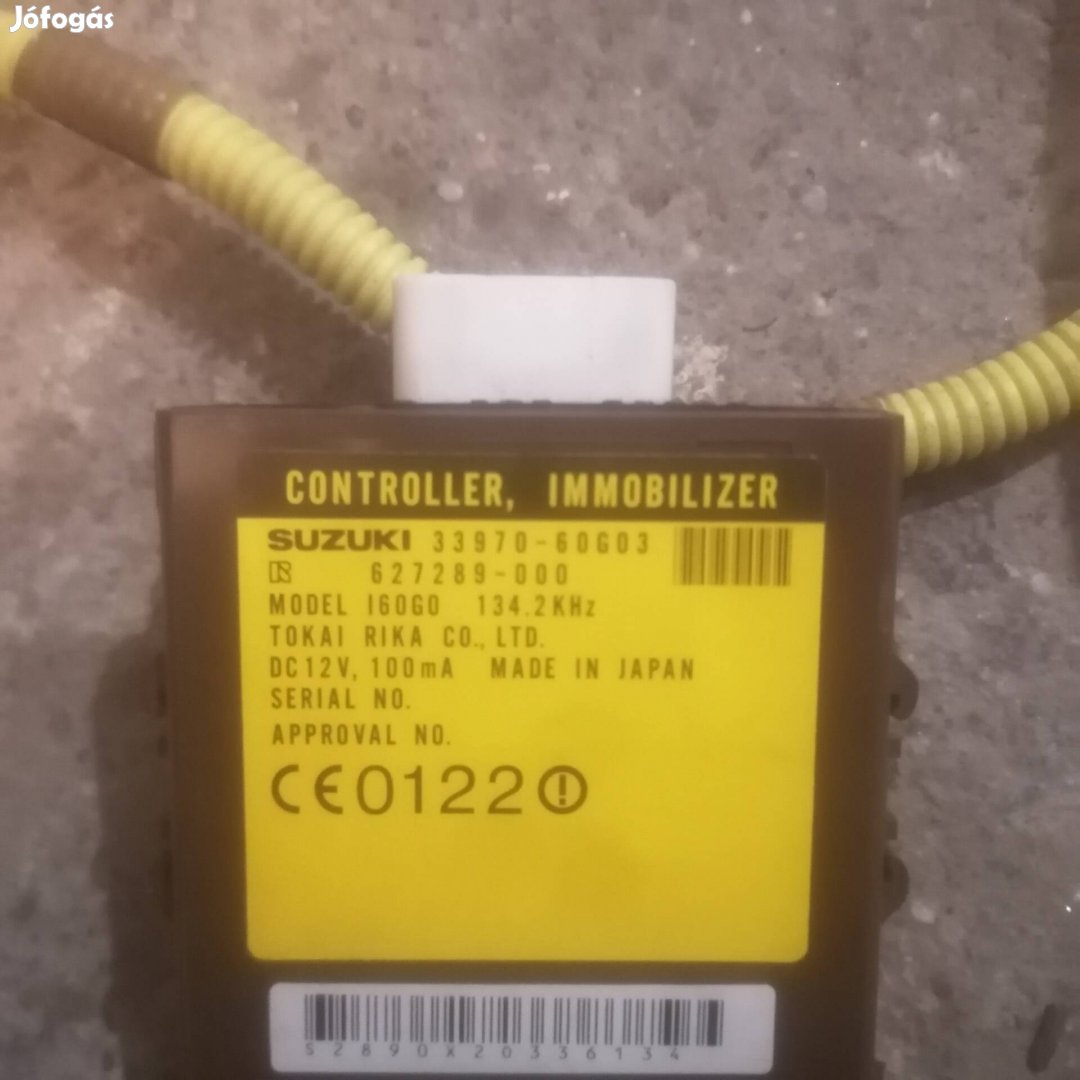 Jófogás
CONTROLLER, IMMOBILIZER
SUZUKI 33970-60G03
627289-000
MODEL I60G0 134.2KHz
TOKAI RIKA CO., LTD.
DC12V, 100mA MADE IN JAPAN
SERIAL NO.
APPROVAL NO.
CE0122
S2890X20336134